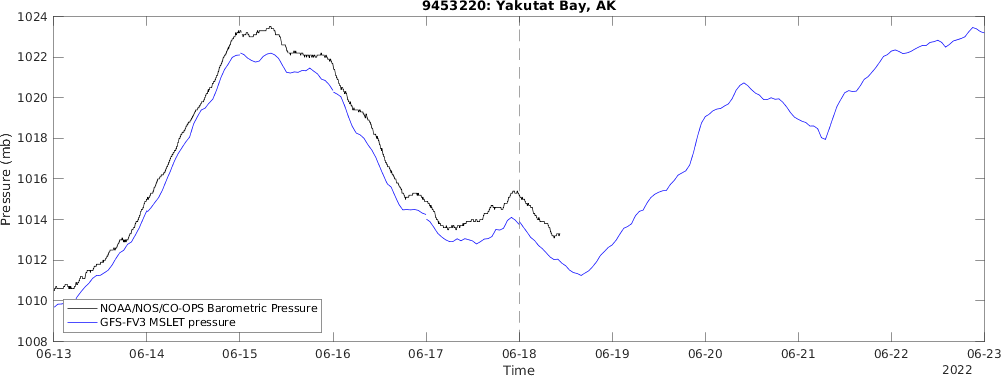 9453220: Yakutat Bay, AK
Pressure (mb)
1024
1022
1020
1018
1016
1014
1012
1010
1008
NOAA/NOS/CO-OPS Barometric Pressure
GFS-FV3 MSLET pressure
06-13 06-14 06-15 06-16 06-17 06-18 06-19 06-20 06-21 06-22 06-23
Time
2022